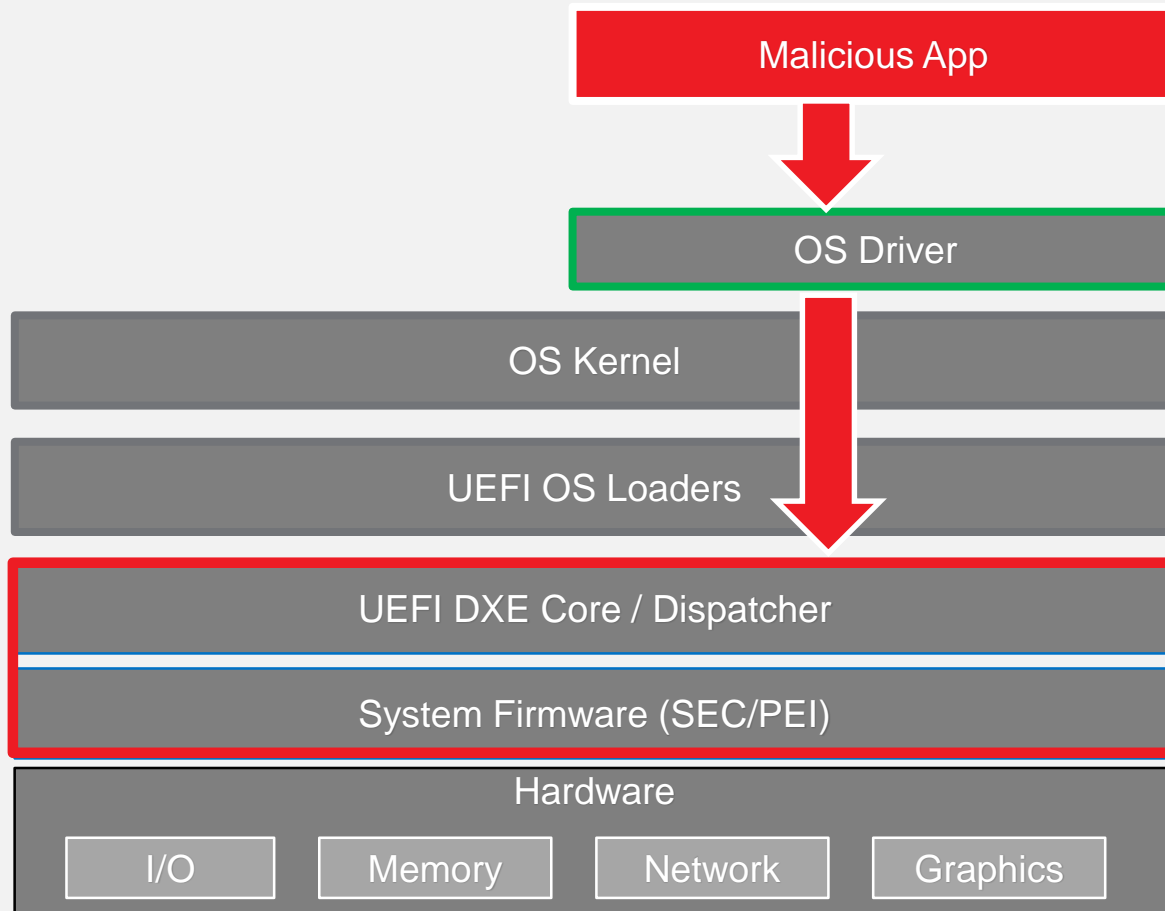 Malicious App
OS Driver
OS Kernel
UEFI OS Loaders
UEFI DXE Core / Dispatcher
System Firmware (SEC/PEI)
Hardware
I/O
Memory
Network
Graphics